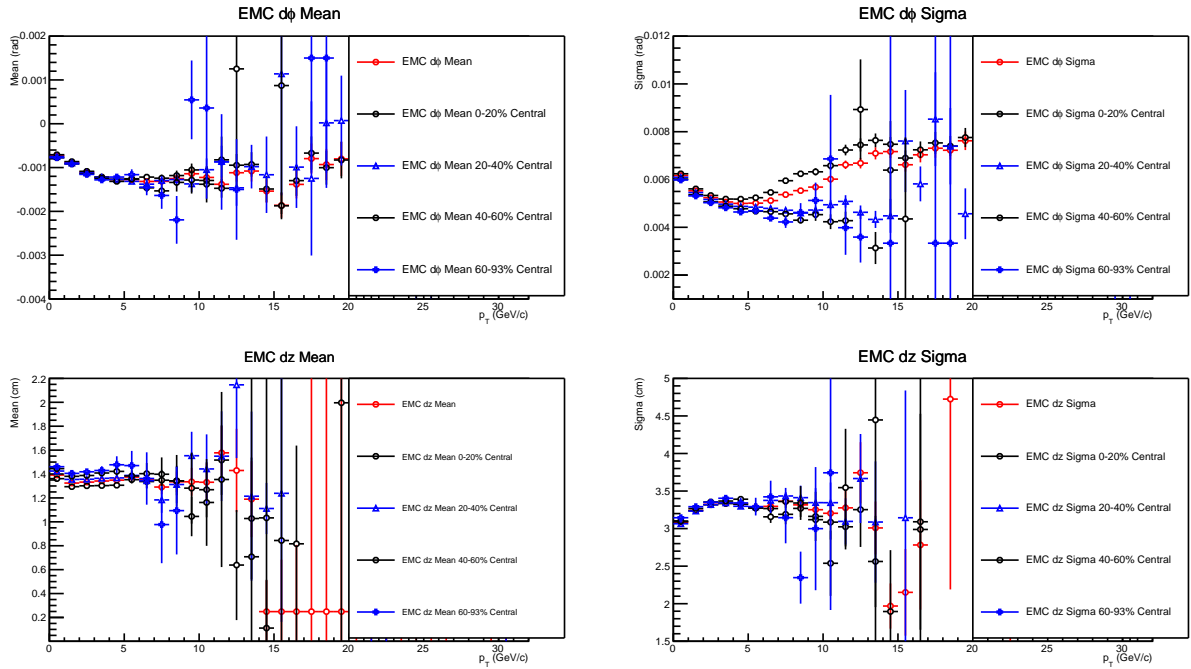 EMC dϕ Mean
Mean (rad)
0.002
0.001
0
-0.001
-0.002
-0.003
-0.004
0 5 10 15 20 25 30
p_T (GeV/c)
EMC dϕ Mean
EMC dϕ Mean 0-20% Central
EMC dϕ Mean 20-40% Central
EMC dϕ Mean 40-60% Central
EMC dϕ Mean 60-93% Central
EMC dϕ Sigma
Sigma (rad)
0.012
0.01
0.008
0.006
0.004
0.002
0 5 10 15 20 25 30
p_T (GeV/c)
EMC dϕ Sigma
EMC dϕ Sigma 0-20% Central
EMC dϕ Sigma 20-40% Central
EMC dϕ Sigma 40-60% Central
EMC dϕ Sigma 60-93% Central
EMC dz Mean
Mean (cm)
2.2
2
1.8
1.6
1.4
1.2
1
0.8
0.6
0.4
0.2
0 5 10 15 20 25 30
p_T (GeV/c)
EMC dz Mean
EMC dz Mean 0-20% Central
EMC dz Mean 20-40% Central
EMC dz Mean 40-60% Central
EMC dz Mean 60-93% Central
EMC dz Sigma
Sigma (cm)
5
4.5
4
3.5
3
2.5
2
1.5
0 5 10 15 20 25 30
p_T (GeV/c)
EMC dz Sigma
EMC dz Sigma 0-20% Central
EMC dz Sigma 20-40% Central
EMC dz Sigma 40-60% Central
EMC dz Sigma 60-93% Central